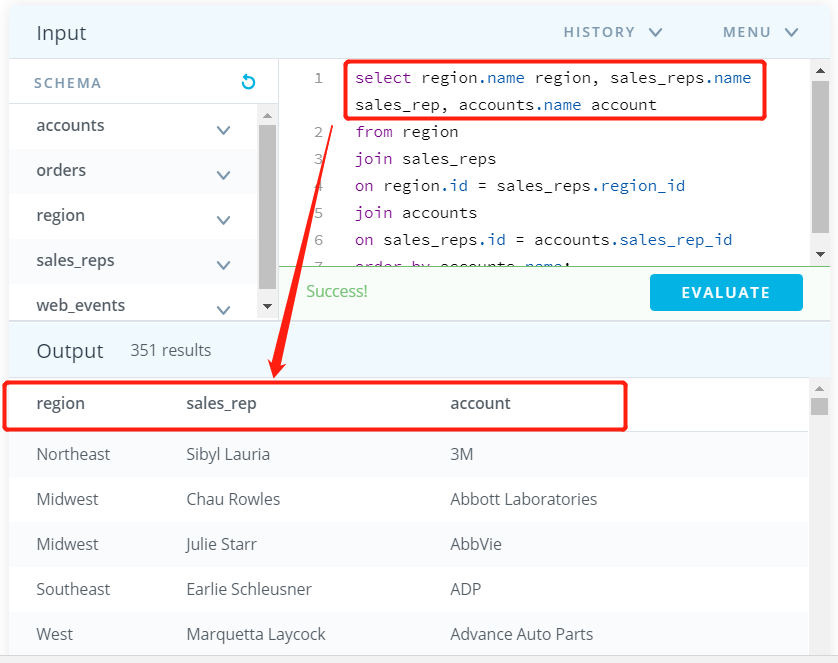 Input
HISTORY
MENU
SCHEMA
accounts
orders
region
sales_reps
web_events
1 select region.name region, sales_reps.name
sales_rep, accounts.name account
2 from region
3 join sales_reps
4 on region.id = sales_reps.region_id
5 join accounts
6 on sales_reps.id = accounts.sales_rep_id
7 order by accounts.name;
Success!
EVALUATE
Output 351 results
region sales_rep account
Northeast Sibyl Lauria 3M
Midwest Chau Rowles Abbott Laboratories
Midwest Julie Starr AbbVie
Southeast Earlie Schleusner ADP
West Marquetta Laycock Advance Auto Parts